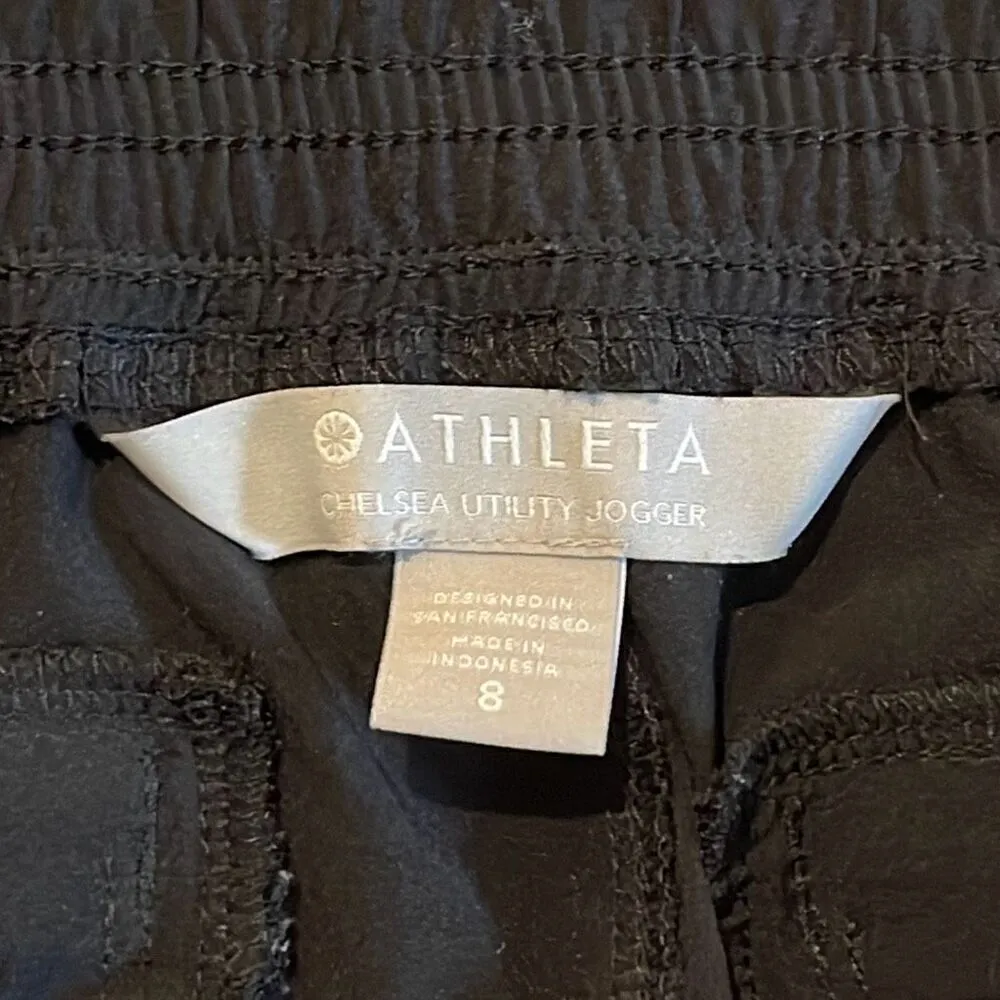 ATHLETA
CHELSEA UTILITY JOGGER
DESIGNED IN
SAN FRANCISCO
MADE IN
INDONESIA
8